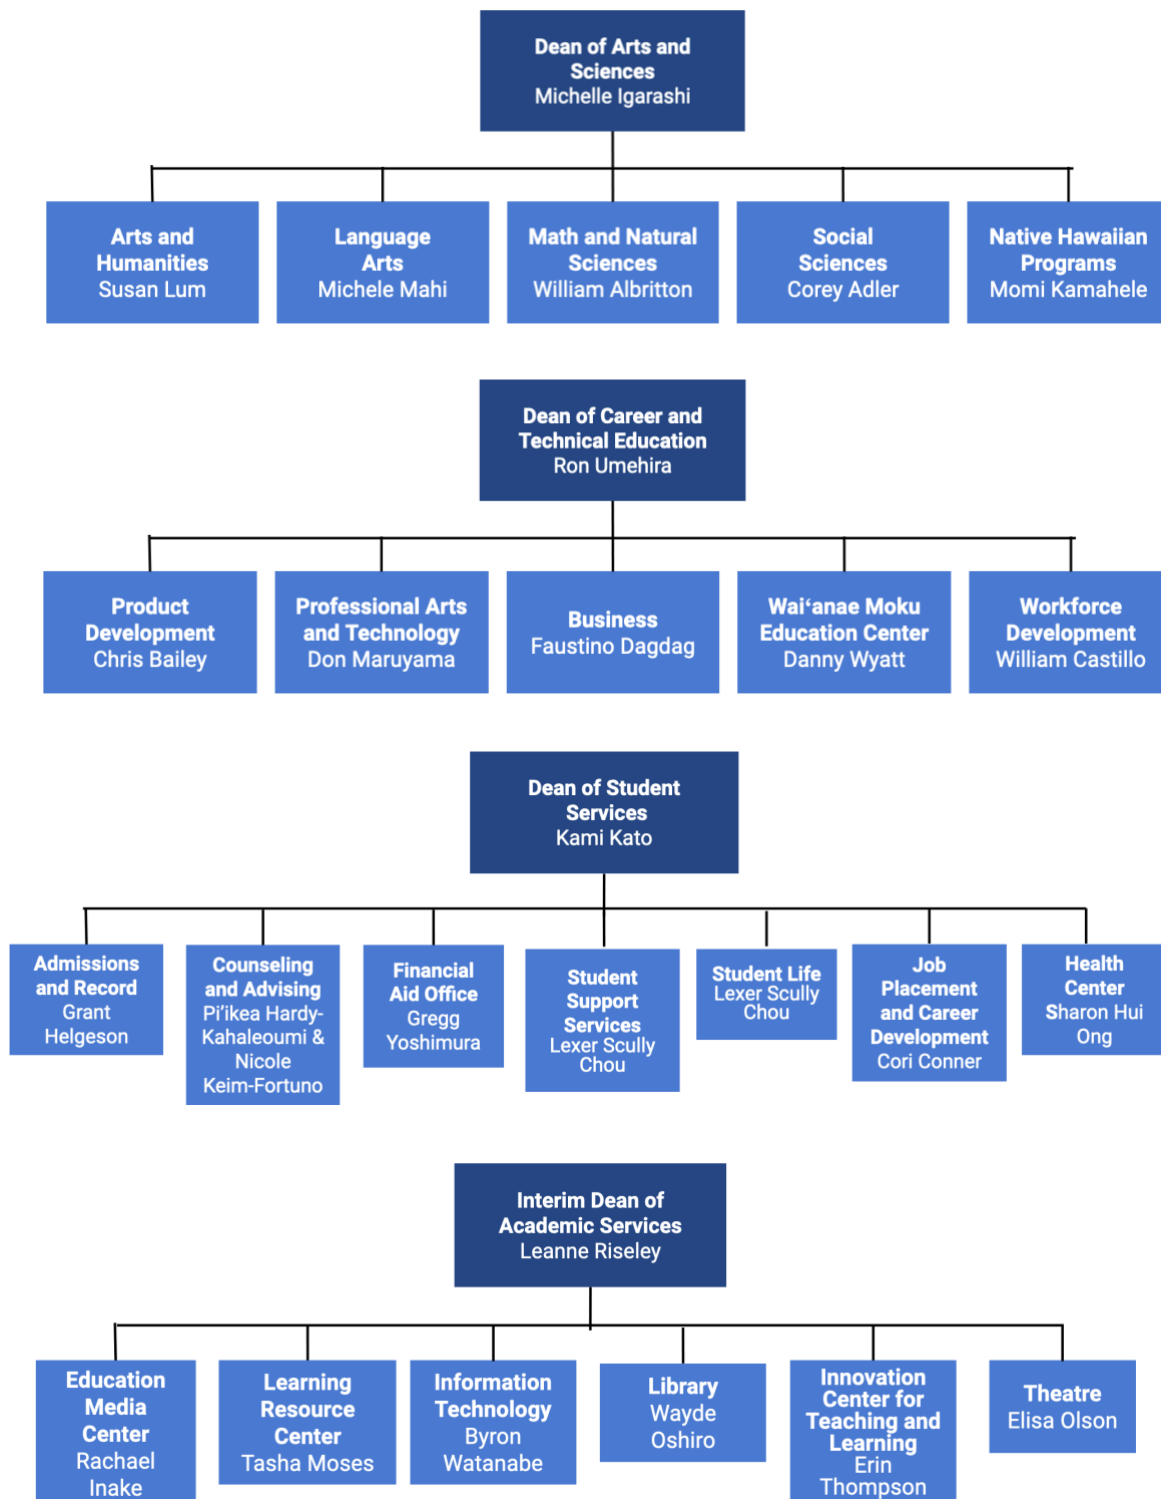 Dean of Arts and
Sciences
Michelle Igarashi
Arts and
Humanities
Susan Lum
Language
Arts
Michele Mahi
Math and Natural
Sciences
William Albritton
Social
Sciences
Corey Adler
Native Hawaiian
Programs
Momi Kamahele
Dean of Career and
Technical Education
Ron Umehira
Product
Development
Chris Bailey
Professional Arts
and Technology
Don Maruyama
Business
Faustino Dagdag
Waiʻanae Moku
Education Center
Danny Wyatt
Workforce
Development
William Castillo
Dean of Student
Services
Kami Kato
Admissions
and Record
Grant
Helgeson
Counseling
and Advising
Pi’ikea Hardy-
Kahaleoumi &
Nicole
Keim-Fortuno
Financial
Aid Office
Gregg
Yoshimura
Student
Support
Services
Lexer Scully
Chou
Student Life
Lexer Scully
Chou
Job
Placement
and Career
Development
Cori Conner
Health
Center
Sharon Hui
Ong
Interim Dean of
Academic Services
Leanne Riseley
Education
Media
Center
Rachael
Inake
Learning
Resource
Center
Tasha Moses
Information
Technology
Byron
Watanabe
Library
Wayde
Oshiro
Innovation
Center for
Teaching and
Learning
Erin
Thompson
Theatre
Elisa Olson